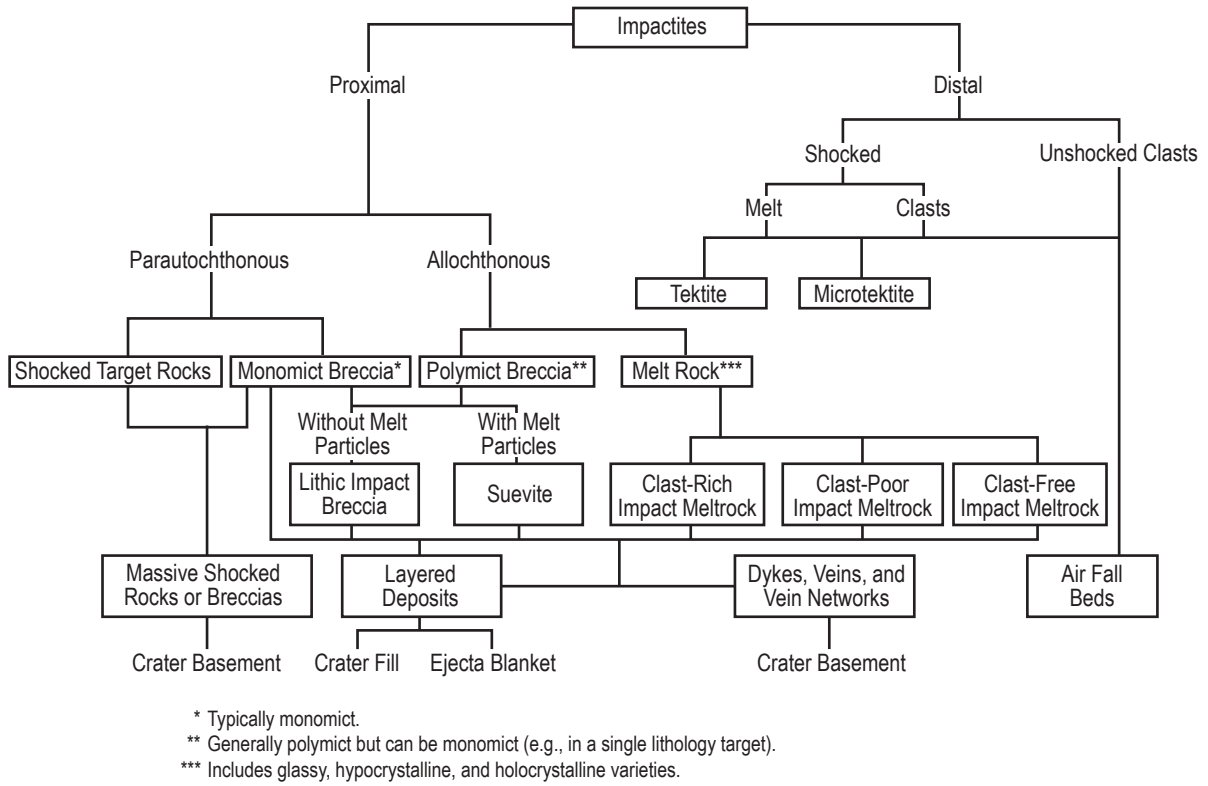 Impactites
Proximal
Distal
Shocked
Unshocked Clasts
Melt
Clasts
Parautochthonous
Allochthonous
Tektite
Microtektite
Shocked Target Rocks
Monomict Breccia*
Polymict Breccia**
Melt Rock***
Without Melt
Particles
With Melt
Particles
Lithic Impact
Breccia
Suevite
Clast-Rich
Impact Meltrock
Clast-Poor
Impact Meltrock
Clast-Free
Impact Meltrock
Massive Shocked
Rocks or Breccias
Layered
Deposits
Dykes, Veins, and
Vein Networks
Air Fall
Beds
Crater Basement
Crater Fill
Ejecta Blanket
Crater Basement
* Typically monomict.
** Generally polymict but can be monomict (e.g., in a single lithology target).
*** Includes glassy, hypocrystalline, and holocrystalline varieties.